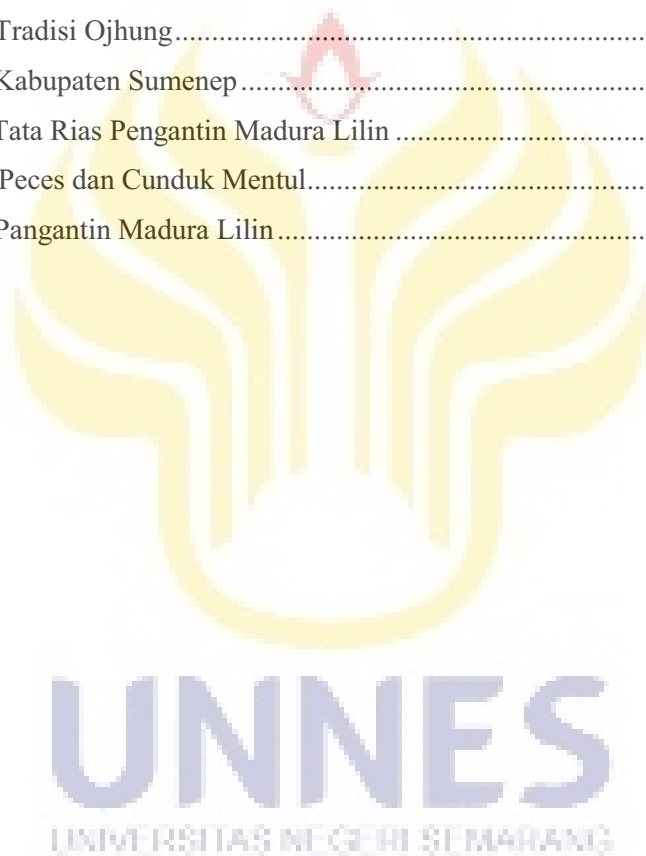 Tradisi Ojhung...............................................................
Kabupaten Sumenep......................................................
Tata Rias Pengantin Madura Lilin ..................................
Peces dan Cunduk Mentul..............................................
Pangantin Madura Lilin..................................................
UNNES
UNIVERSITAS NEGERI SEMARANG